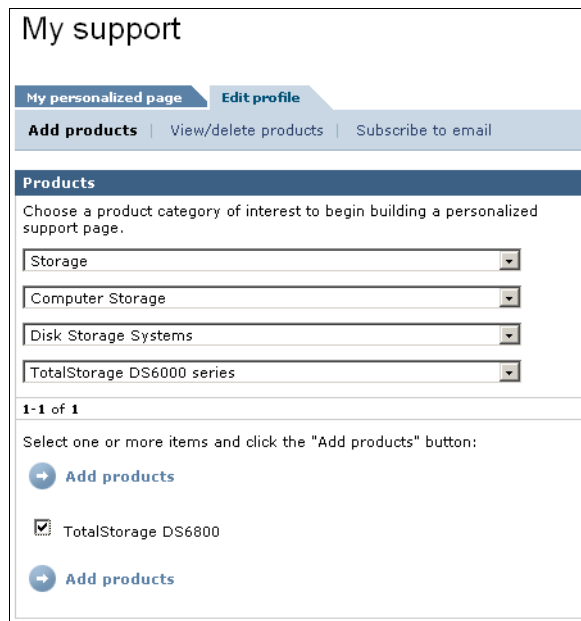 My support
My personalized page Edit profile
Add products | View/delete products | Subscribe to email
Products
Choose a product category of interest to begin building a personalized
support page.
Storage
Computer Storage
Disk Storage Systems
TotalStorage DS6000 series
1-1 of 1
Select one or more items and click the "Add products" button:
Add products
TotalStorage DS6800
Add products